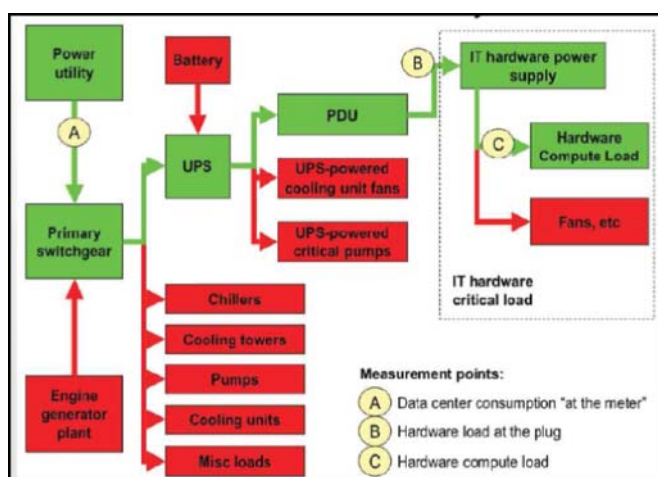 Power utility
A
Primary
switchgear
Engine
generator
plant
Battery
UPS
PDU
UPS-powered
cooling unit fans
UPS-powered
critical pumps
Chillers
Cooling towers
Pumps
Cooling units
Misc loads
B
IT hardware power
supply
C
Hardware
Compute Load
Fans, etc
IT hardware
critical load
Measurement points:
A Data center consumption "at the meter"
B Hardware load at the plug
C Hardware compute load